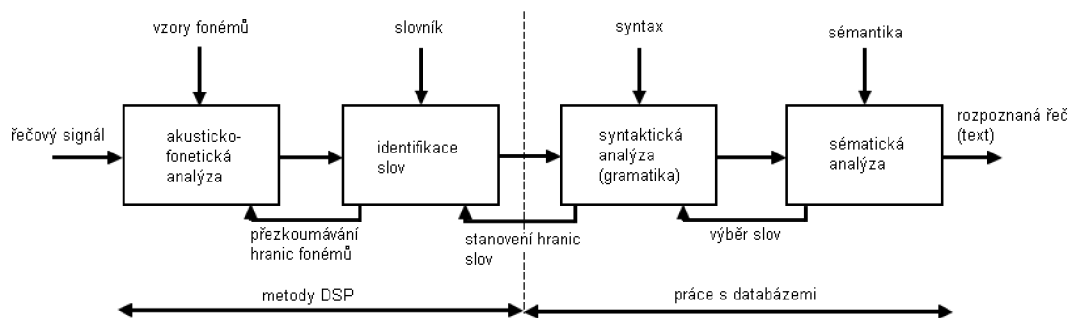 vzory fonémů
slovník
syntax
sémantika
řečový signál
akusticko-
fonetická
analýza
identifikace
slov
syntaktická
analýza
(gramatika)
sématická
analýza
rozpoznaná řeč
(text)
přezkoumávání
hranic fonémů
stanovení hranic
slov
výběr slov
metody DSP
práce s databázemi